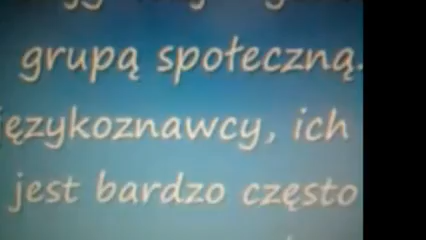 grupą społeczną.
językoznawcy, ich
jest bardzo często